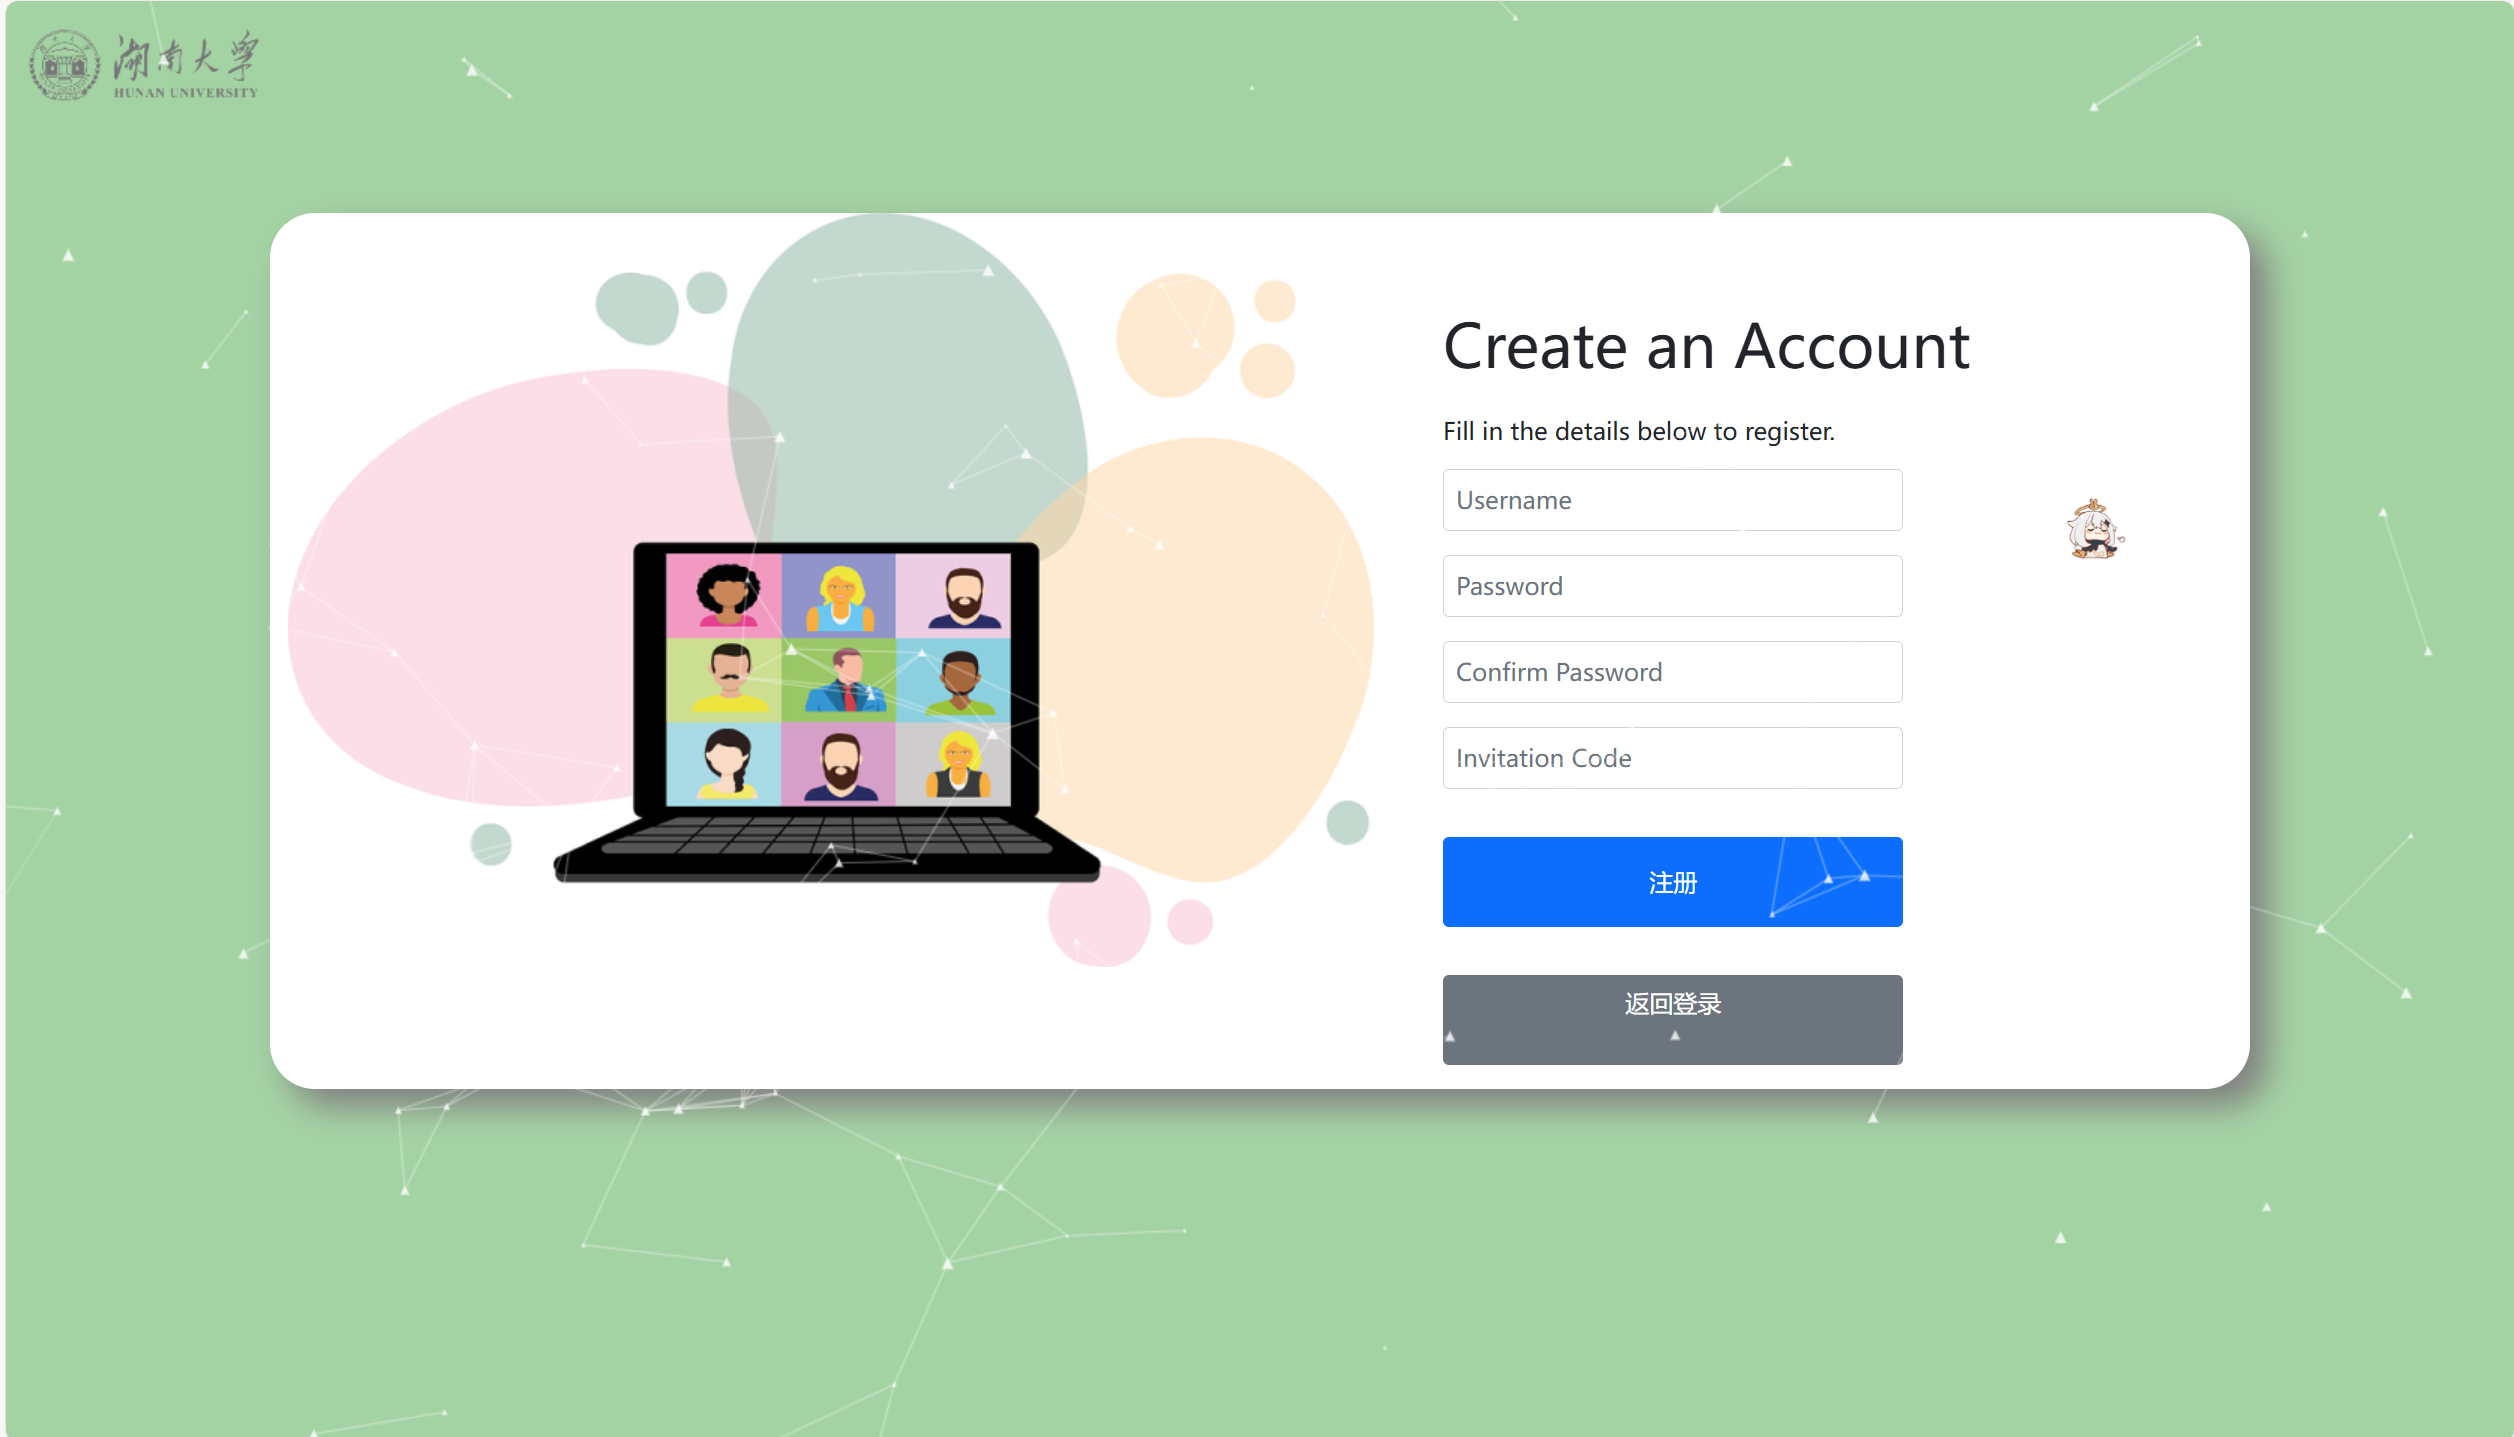 湖南大学
HUNAN UNIVERSITY
Create an Account
Fill in the details below to register.
Username
Password
Confirm Password
Invitation Code
注册
返回登录